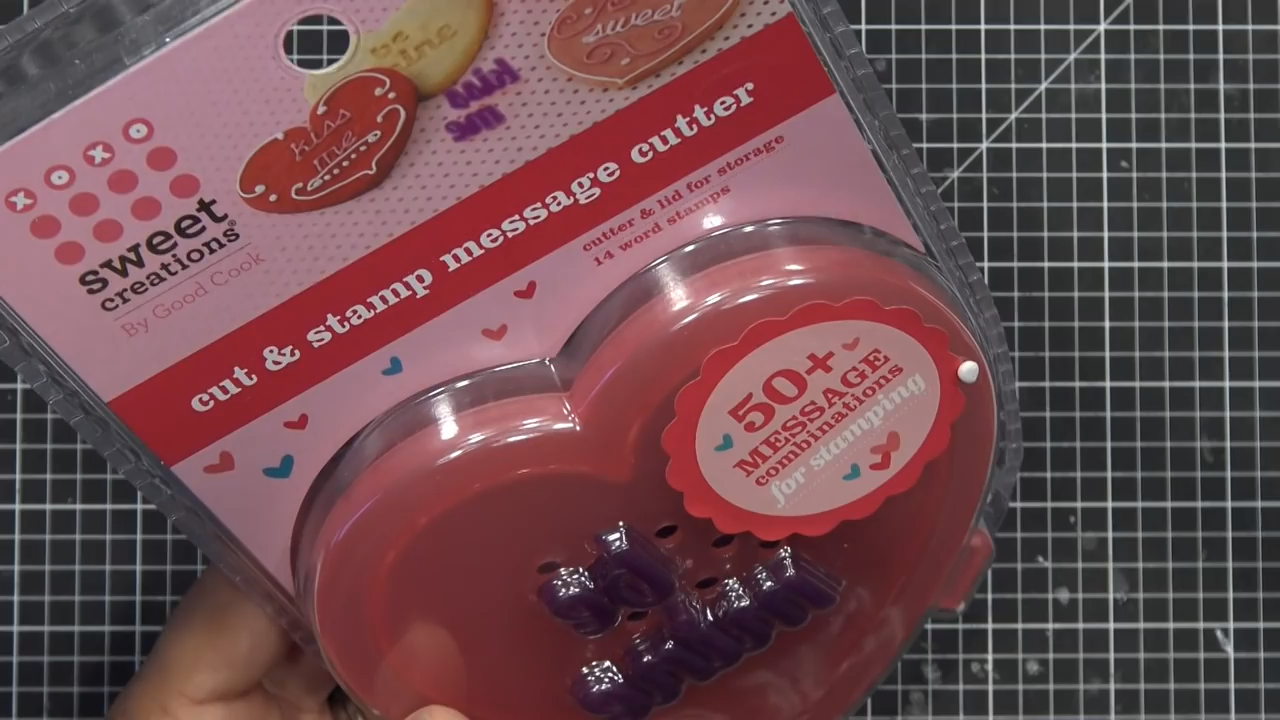 be
mine
kiss
me
kiss
me
sweet
x o x o
sweet
creations®
By Good Cook
cut & stamp message cutter
cutter & lid for storage
14 word stamps
50+
MESSAGE
combinations
for stamping
be